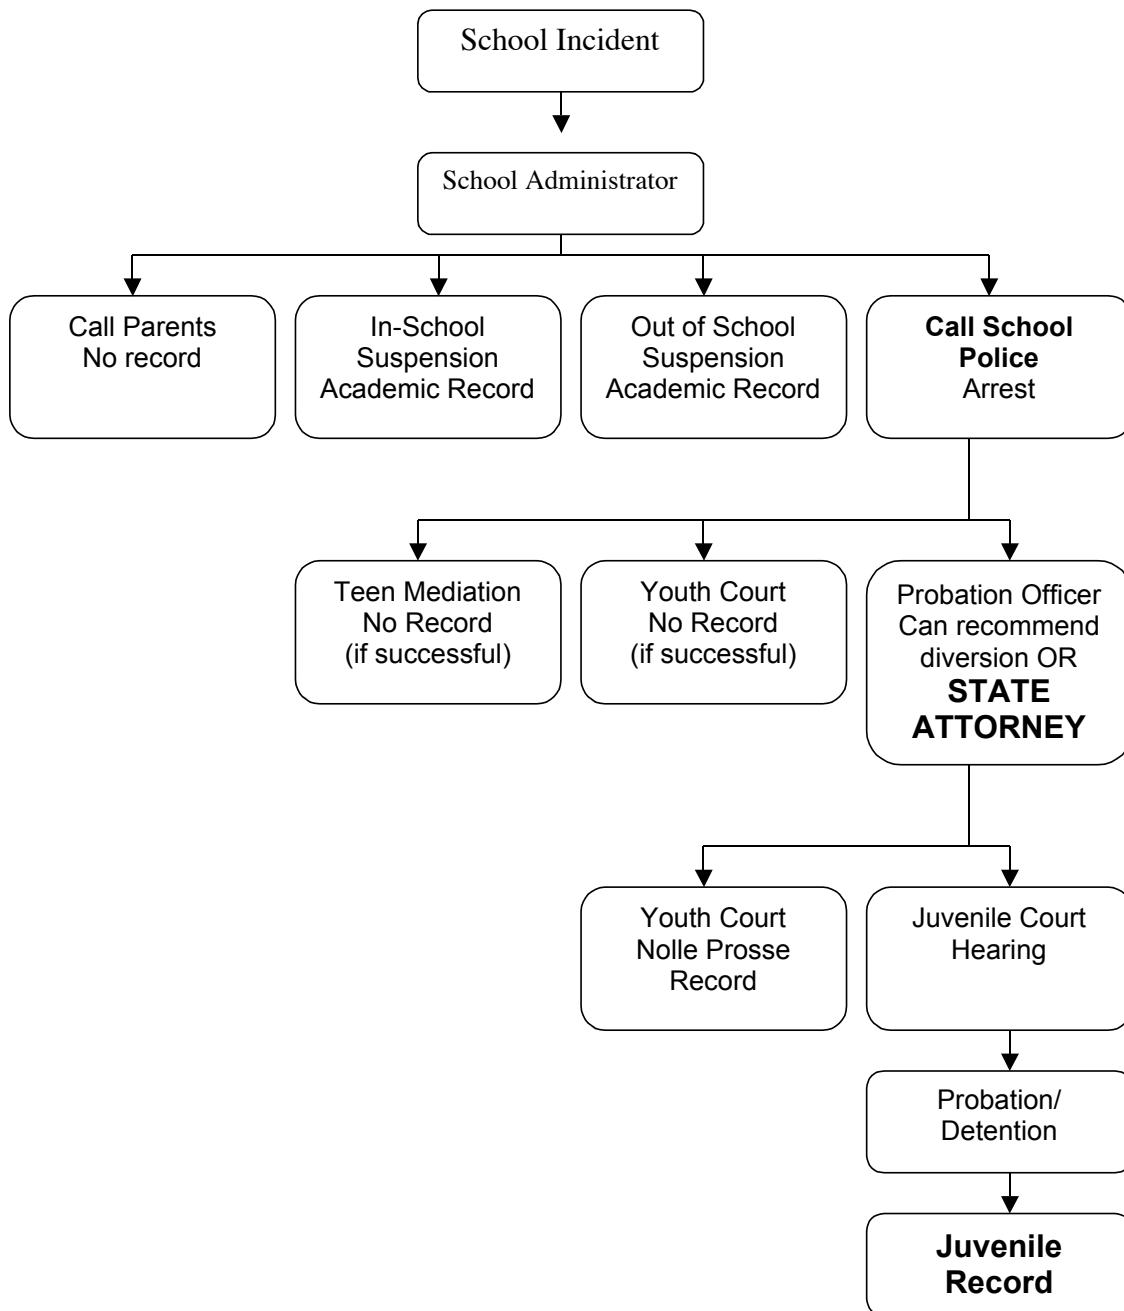 School Incident
School Administrator
Call Parents
No record
In-School
Suspension
Academic Record
Out of School
Suspension
Academic Record
Call School
Police
Arrest
Teen Mediation
No Record
(if successful)
Youth Court
No Record
(if successful)
Probation Officer
Can recommend
diversion OR
STATE
ATTORNEY
Youth Court
Nolle Prosse
Record
Juvenile Court
Hearing
Probation/
Detention
Juvenile
Record